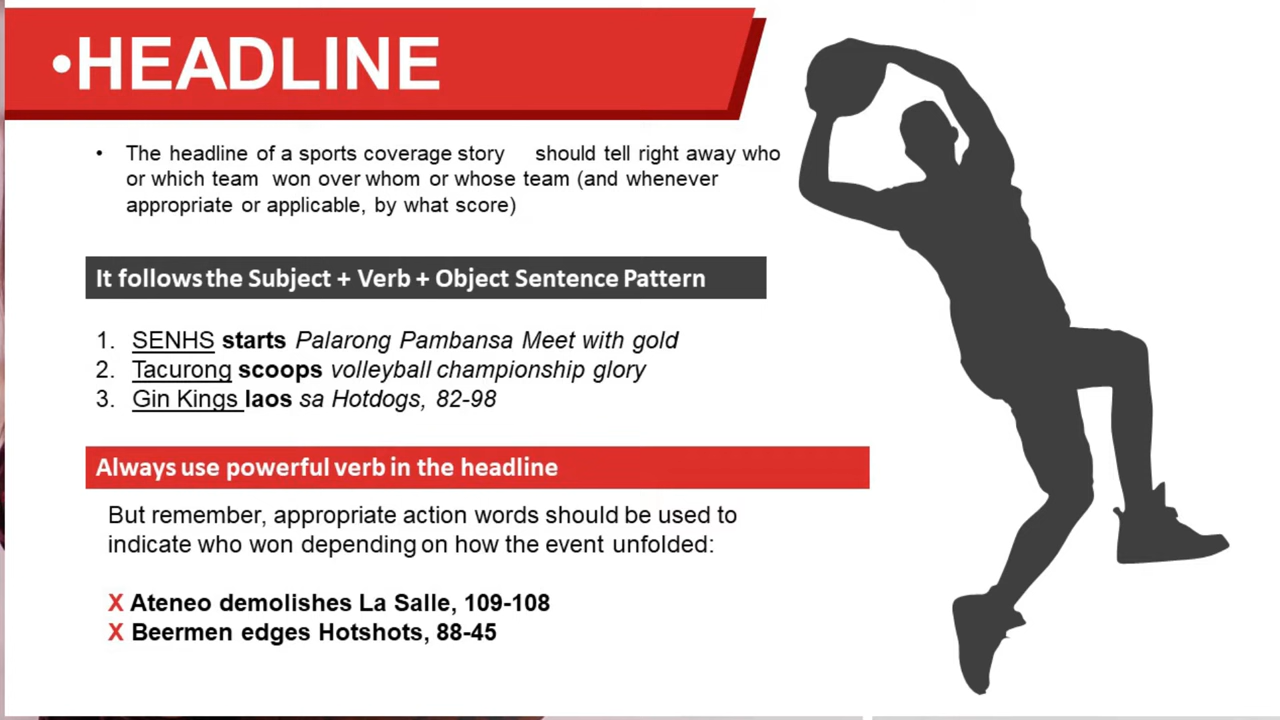 •HEADLINE
• The headline of a sports coverage story should tell right away who
or which team won over whom or whose team (and whenever
appropriate or applicable, by what score)
It follows the Subject + Verb + Object Sentence Pattern
1. SENHS starts Palarong Pambansa Meet with gold
2. Tacurong scoops volleyball championship glory
3. Gin Kings laos sa Hotdogs, 82-98
Always use powerful verb in the headline
But remember, appropriate action words should be used to
indicate who won depending on how the event unfolded:
X Ateneo demolishes La Salle, 109-108
X Beermen edges Hotshots, 88-45